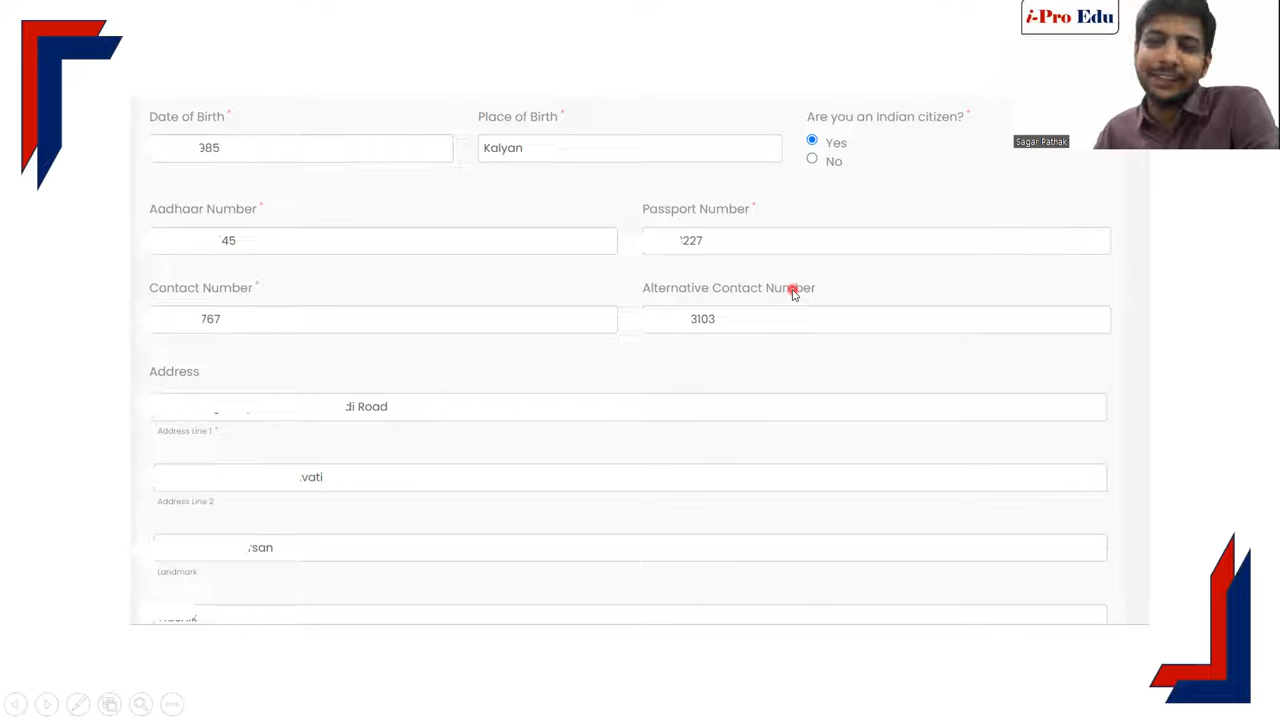 i-Pro Edu
Sagar Pathak
Date of Birth *
Place of Birth *
Are you an Indian citizen? *
985
Kalyan
Yes
No
Aadhaar Number *
Passport Number *
45
227
Contact Number *
Alternative Contact Number
767
3103
Address
di Road
Address Line 1 *
vati
Address Line 2
rsan
Landmark